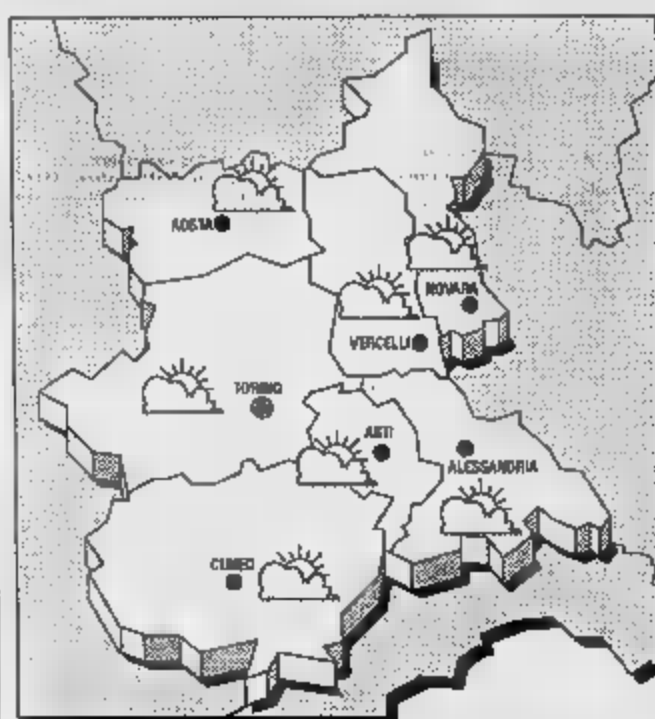 AOSTA
NOVARA
VERCELLI
TORINO
ASTI
ALESSANDRIA
CUNEO